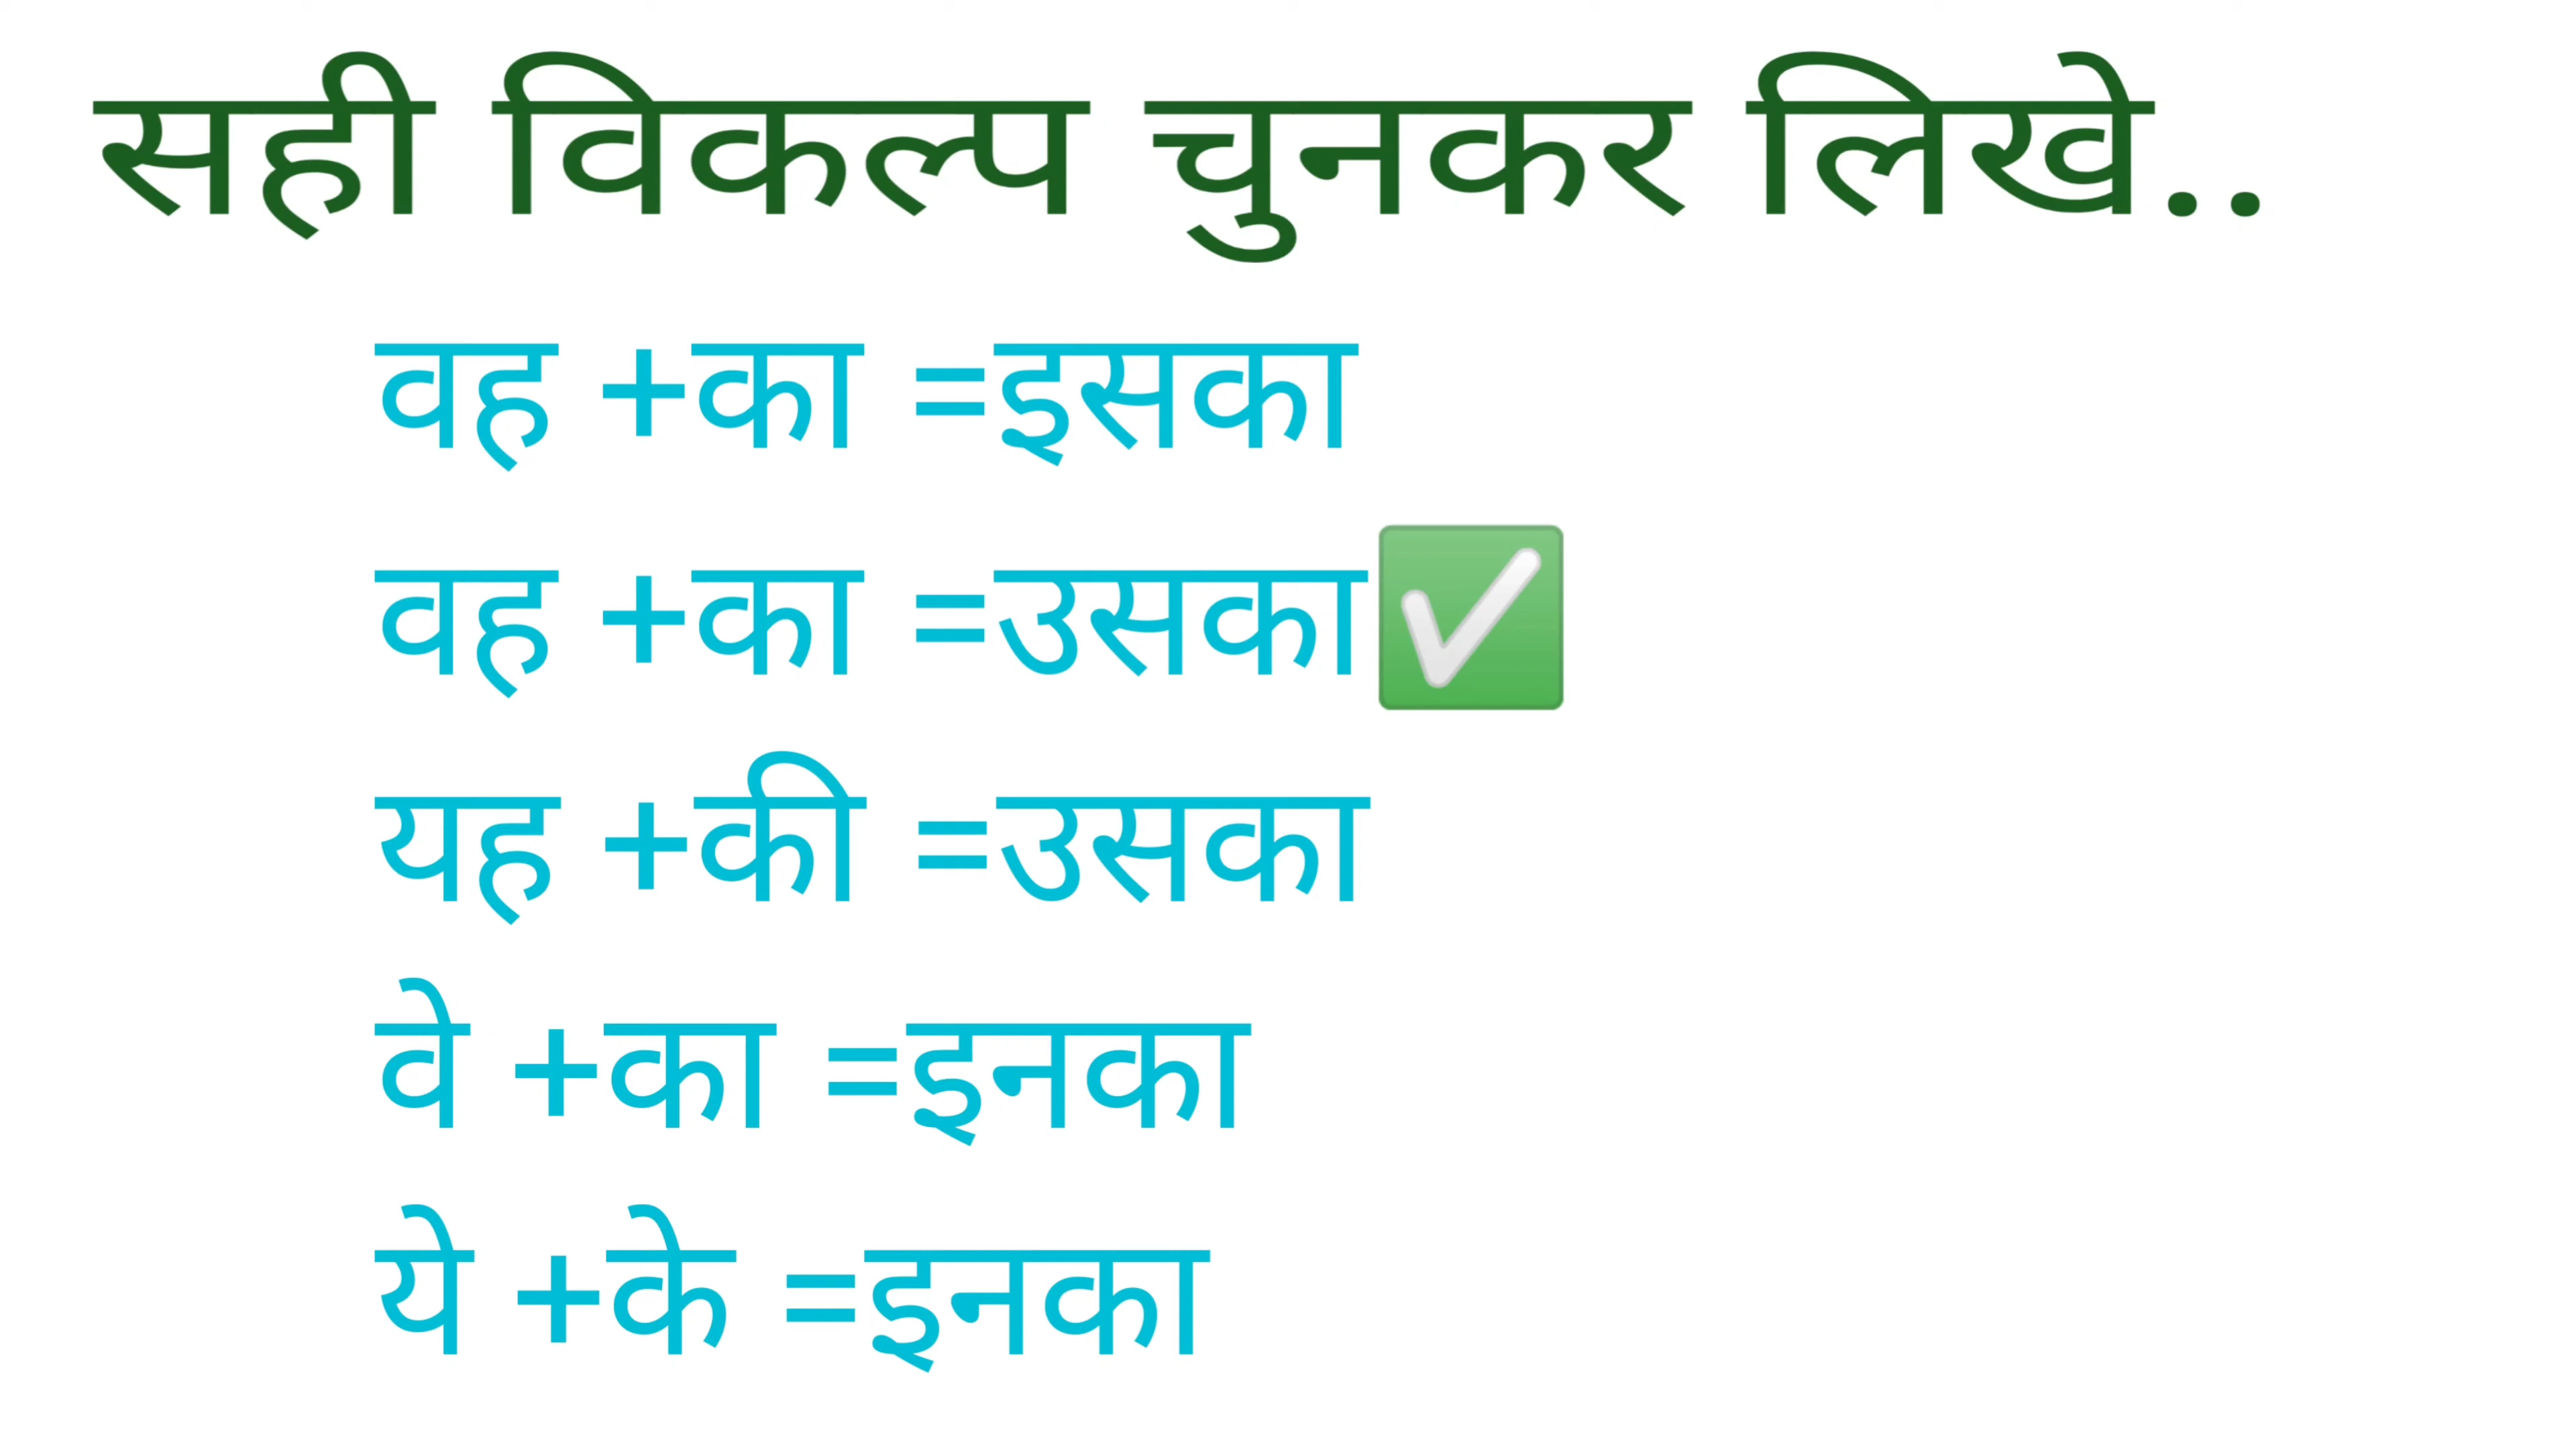 सही विकल्प चुनकर लिखे..
वह +का =इसका
वह +का =उसका✅
यह +की =उसका
वे +का =इनका
ये +के =इनका